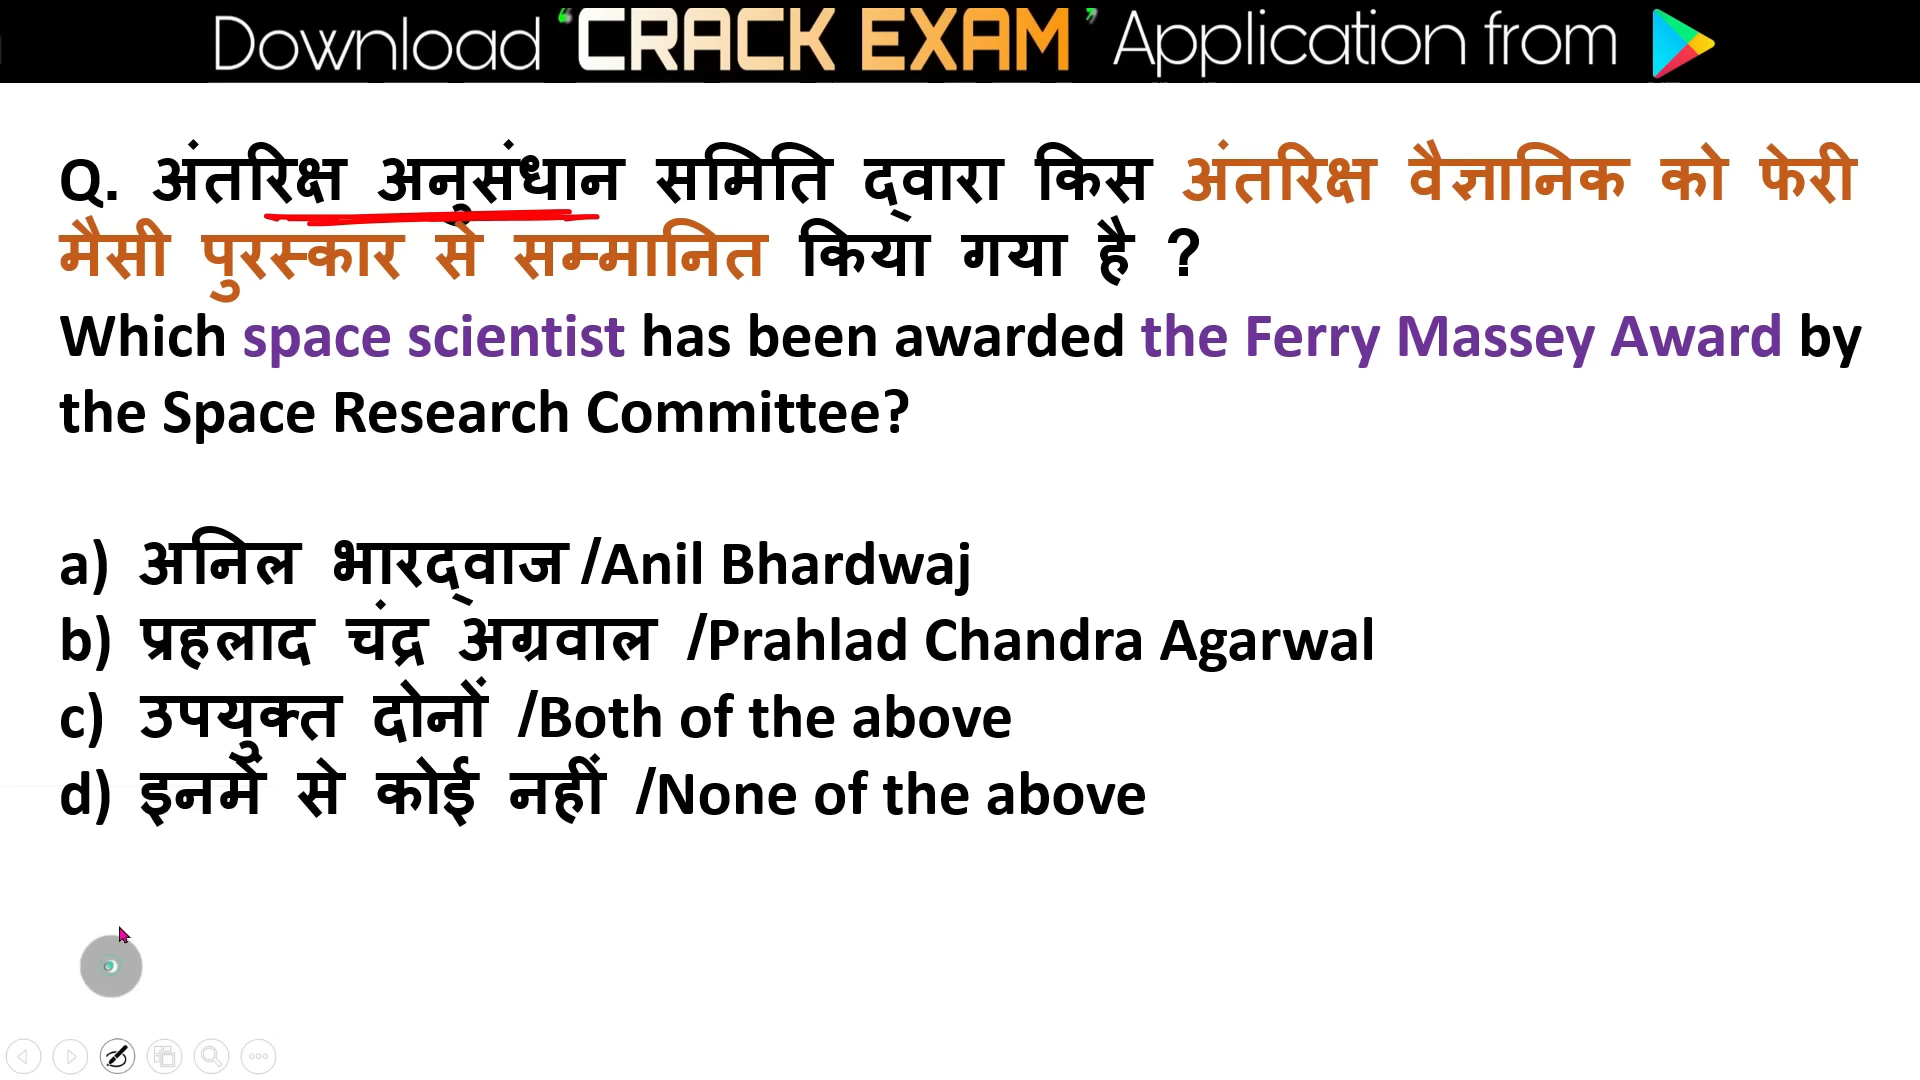 Download ‘CRACK EXAM’ Application from
Q. अंतरिक्ष अनुसंधान समिति द्वारा किस अंतरिक्ष वैज्ञानिक को फेरी
मैसी पुरस्कार से सम्मानित किया गया है ?
Which space scientist has been awarded the Ferry Massey Award by
the Space Research Committee?
a) अनिल भारद्वाज /Anil Bhardwaj
b) प्रहलाद चंद्र अग्रवाल /Prahlad Chandra Agarwal
c) उपयुक्त दोनों /Both of the above
d) इनमें से कोई नहीं /None of the above